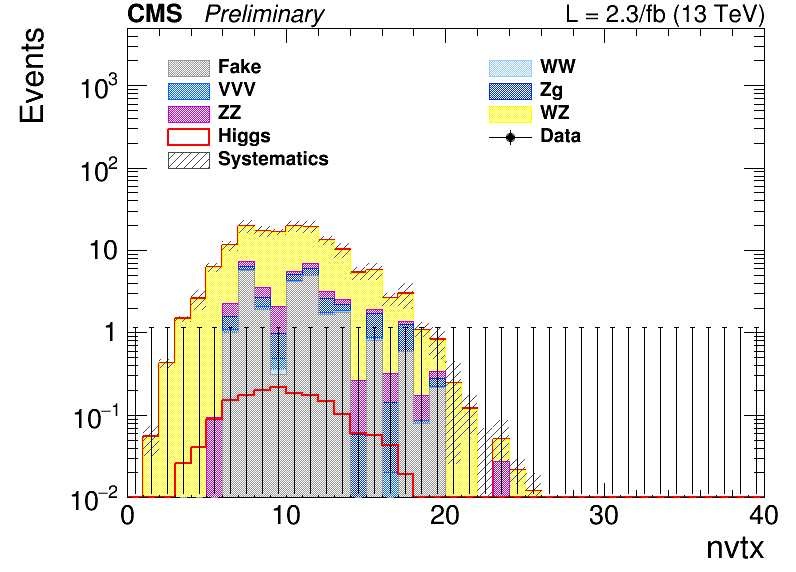 CMS Preliminary L = 2.3/fb (13 TeV)
Events
Fake WW
VVV Zg
ZZ WZ
Higgs Data
Systematics
10³
10²
10
1
10⁻¹
10⁻²
0 10 20 30 40
nvtx